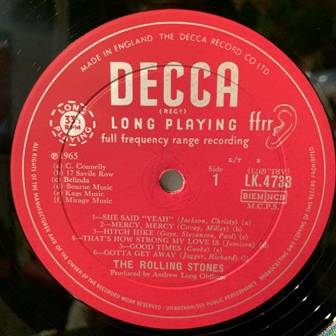 MADE IN ENGLAND THE DECCA RECORD CO LTD
DECCA
(REGD)
LONG PLAYING 33⅓ RPM LONG PLAYING
LONG PLAYING ffrr
full frequency range recording
℗ 1965
(a) C. Connelly
(b) 17 Savile Row
(c) Belinda
(d) Bourne Music
(e) Kags Music
(f) Mirage Music
Side
1
E/T
LK.4733
BIEM NCB
M.C.P.S.
1—SHE SAID "YEAH" (Jackson, Christy) (a)
2—MERCY, MERCY (Covay, Miller) (b)
3—HITCH HIKE (Gaye, Stevenson, Paul) (c)
4—THAT'S HOW STRONG MY LOVE IS (Jamison) (d)
5—GOOD TIMES (Cooke) (e)
6—GOTTA GET AWAY (Jagger, Richard) (f)
THE ROLLING STONES
Produced by Andrew Loog Oldham
ALL RIGHTS OF THE MANUFACTURER AND OF THE OWNER OF THE RECORDED WORK RESERVED · UNAUTHORISED PUBLIC PERFORMANCE, BROADCASTING AND COPYING OF THIS RECORD PROHIBITED